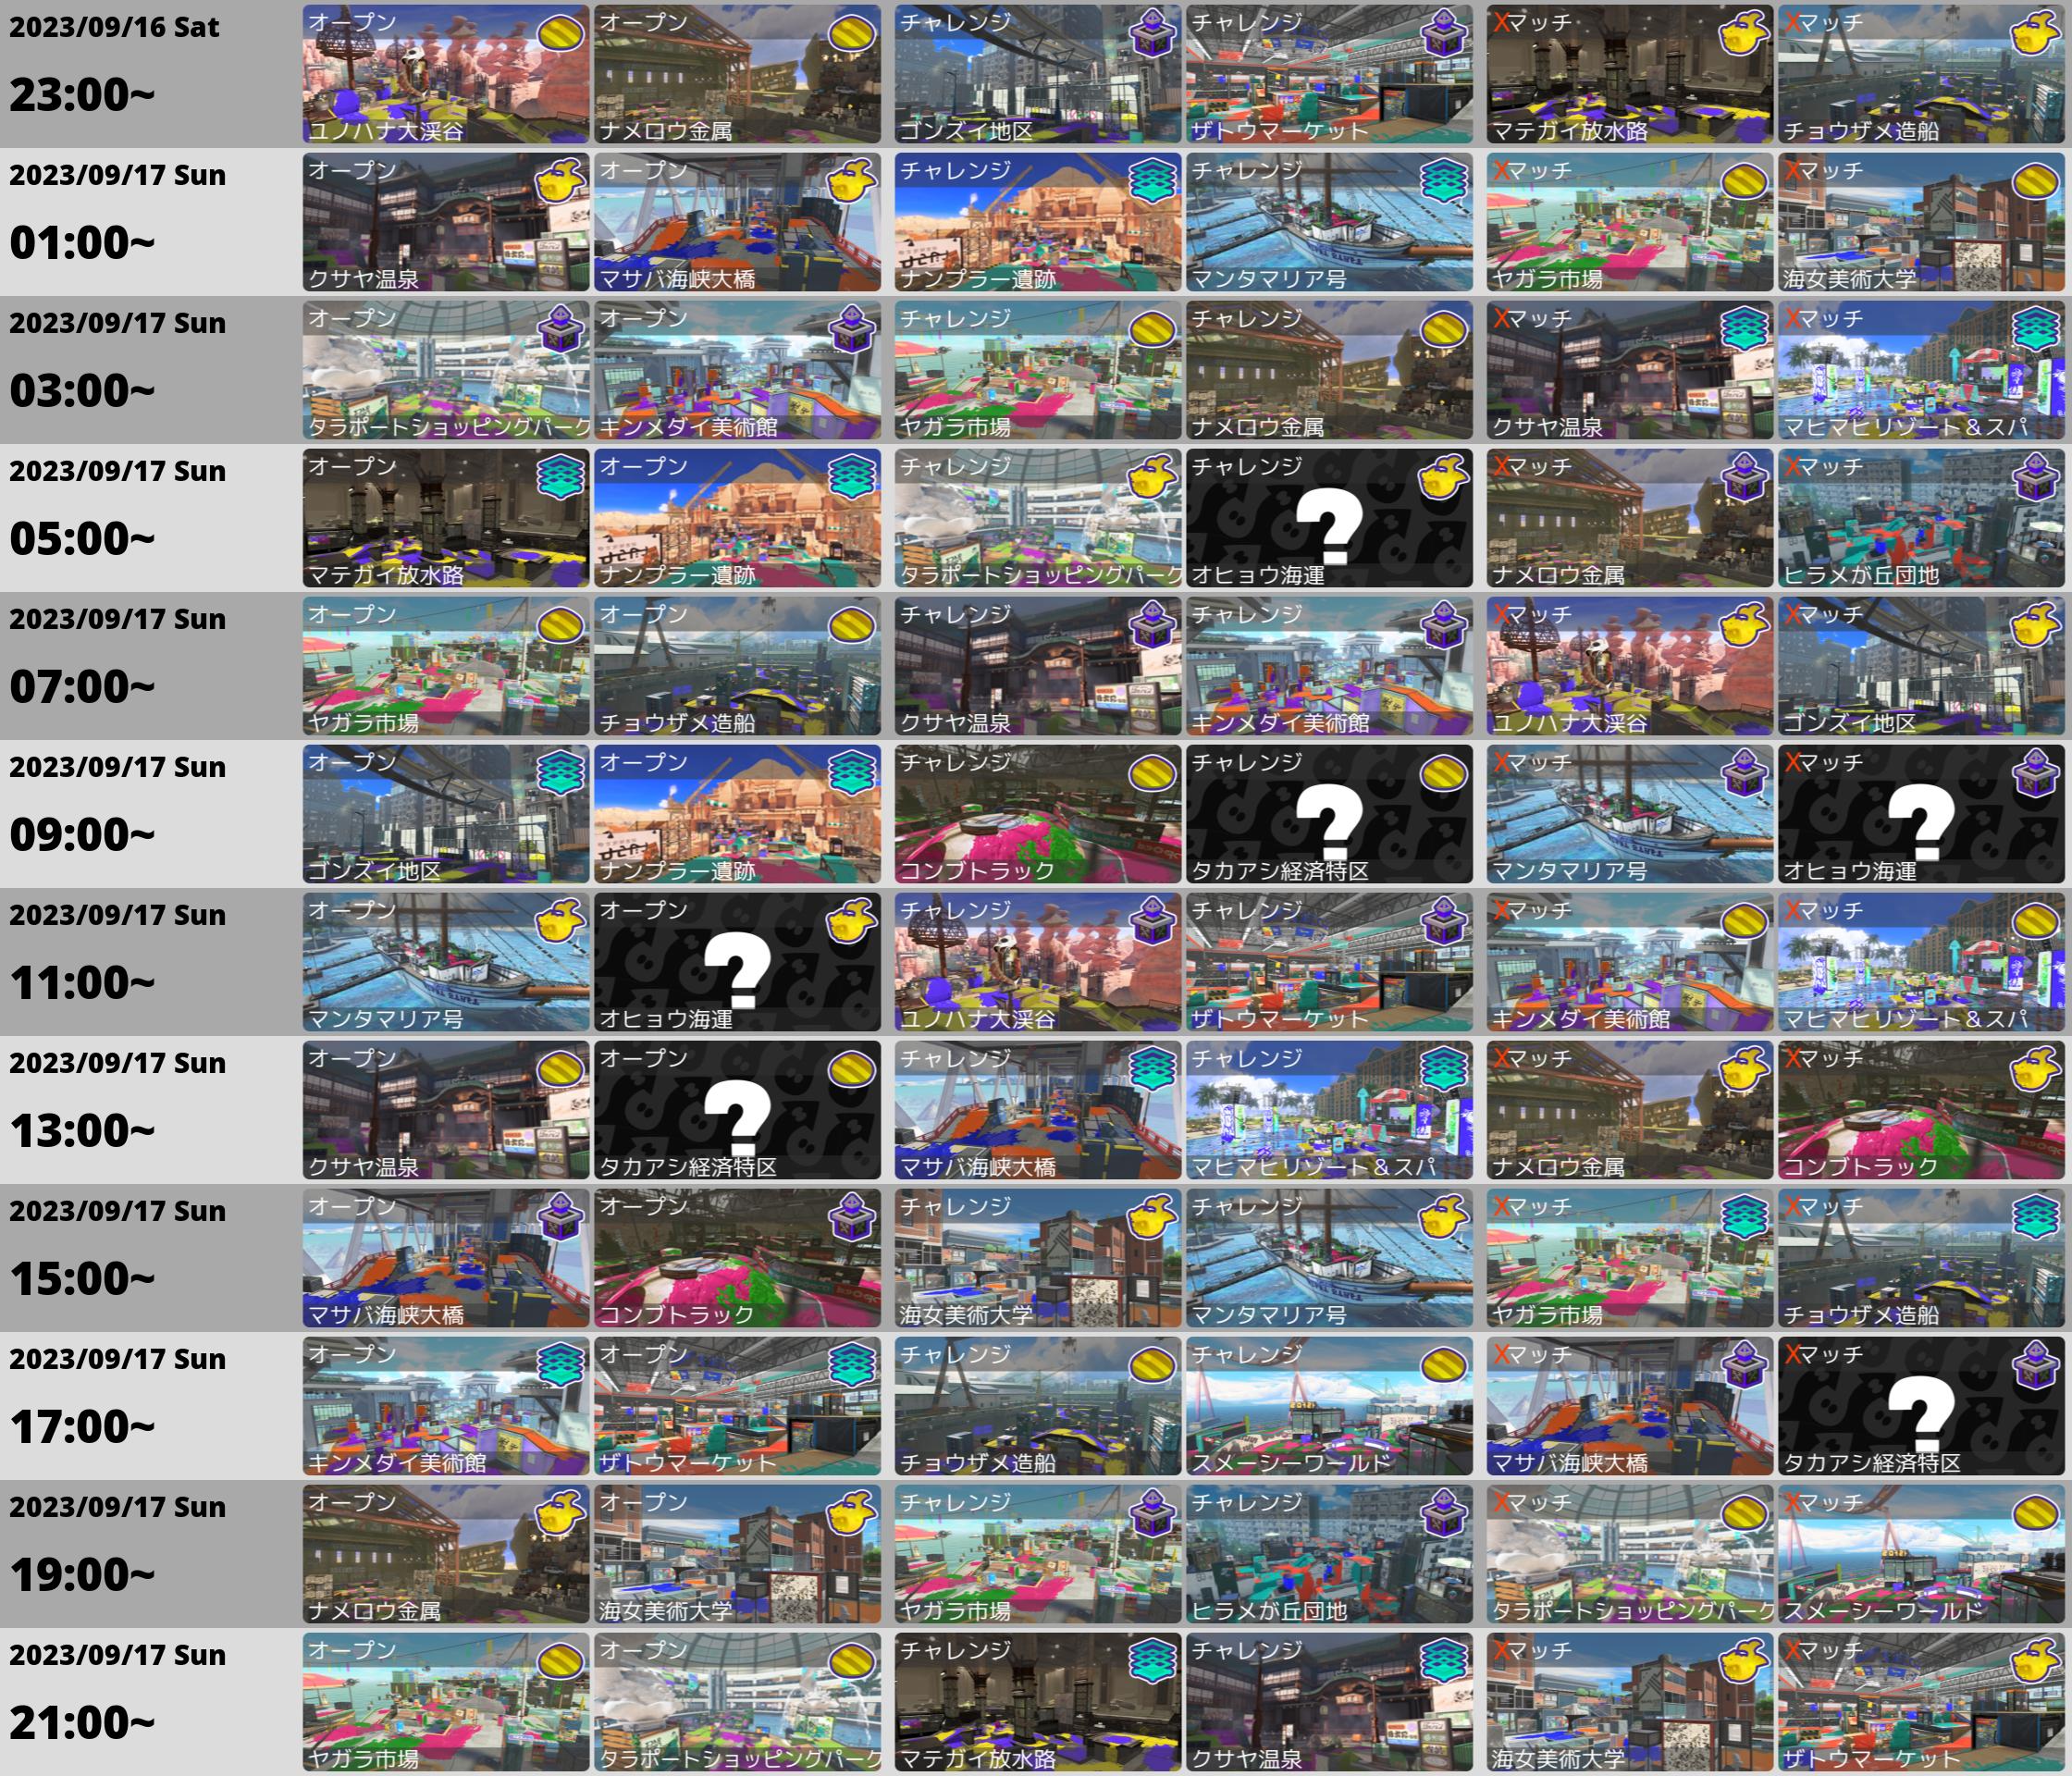 2023/09/16 Sat
23:00~
オープン オープン チャレンジ チャレンジ Xマッチ Xマッチ
ユノハナ大渓谷 ナメロウ金属 ゴンズイ地区 ザトウマーケット マテガイ放水路 チョウザメ造船
2023/09/17 Sun
01:00~
オープン オープン チャレンジ チャレンジ Xマッチ Xマッチ
クサヤ温泉 マサバ海峡大橋 ナンプラー遺跡 マンタマリア号 ヤガラ市場 海女美術大学
2023/09/17 Sun
03:00~
オープン オープン チャレンジ チャレンジ Xマッチ Xマッチ
タラポートショッピングパーク キンメダイ美術館 ヤガラ市場 ナメロウ金属 クサヤ温泉 マヒマヒリゾート＆スパ
2023/09/17 Sun
05:00~
オープン オープン チャレンジ チャレンジ Xマッチ Xマッチ
マテガイ放水路 ナンプラー遺跡 タラポートショッピングパーク オヒョウ海運 ナメロウ金属 ヒラメが丘団地
2023/09/17 Sun
07:00~
オープン オープン チャレンジ チャレンジ Xマッチ Xマッチ
ヤガラ市場 チョウザメ造船 クサヤ温泉 キンメダイ美術館 ユノハナ大渓谷 ゴンズイ地区
2023/09/17 Sun
09:00~
オープン オープン チャレンジ チャレンジ Xマッチ Xマッチ
ゴンズイ地区 ナンプラー遺跡 コンブトラック タカアシ経済特区 マンタマリア号 オヒョウ海運
2023/09/17 Sun
11:00~
オープン オープン チャレンジ チャレンジ Xマッチ Xマッチ
マンタマリア号 オヒョウ海運 ユノハナ大渓谷 ザトウマーケット キンメダイ美術館 マヒマヒリゾート＆スパ
2023/09/17 Sun
13:00~
オープン オープン チャレンジ チャレンジ Xマッチ Xマッチ
クサヤ温泉 タカアシ経済特区 マサバ海峡大橋 マヒマヒリゾート＆スパ ナメロウ金属 コンブトラック
2023/09/17 Sun
15:00~
オープン オープン チャレンジ チャレンジ Xマッチ Xマッチ
マサバ海峡大橋 コンブトラック 海女美術大学 マンタマリア号 ヤガラ市場 チョウザメ造船
2023/09/17 Sun
17:00~
オープン オープン チャレンジ チャレンジ Xマッチ Xマッチ
キンメダイ美術館 ザトウマーケット チョウザメ造船 スメーシーワールド マサバ海峡大橋 タカアシ経済特区
2023/09/17 Sun
19:00~
オープン オープン チャレンジ チャレンジ Xマッチ Xマッチ
ナメロウ金属 海女美術大学 ヤガラ市場 ヒラメが丘団地 タラポートショッピングパーク スメーシーワールド
2023/09/17 Sun
21:00~
オープン オープン チャレンジ チャレンジ Xマッチ Xマッチ
ヤガラ市場 タラポートショッピングパーク マテガイ放水路 クサヤ温泉 海女美術大学 ザトウマーケット